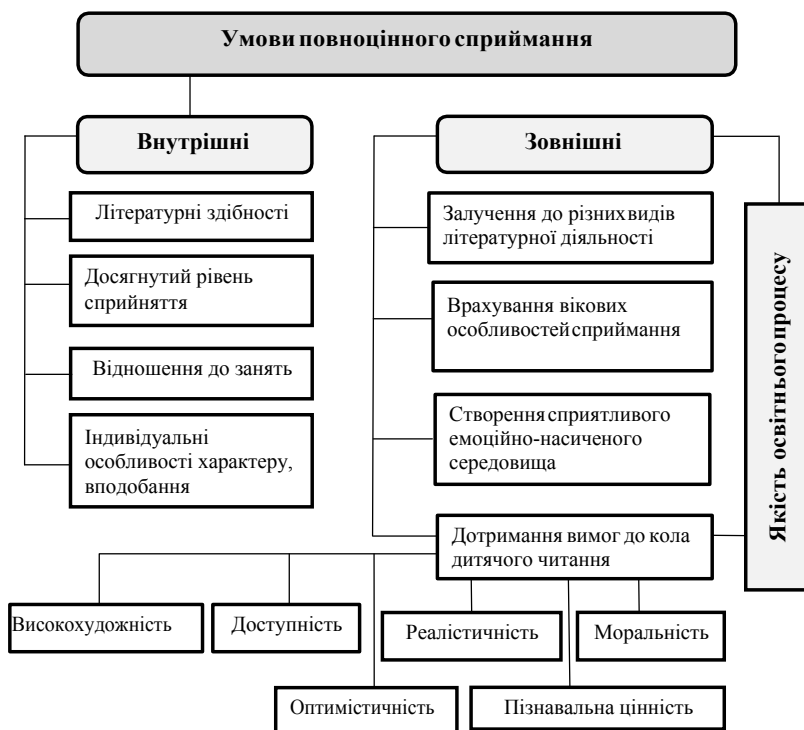 Умови повноцінного сприймання
Внутрішні
Літературні здібності
Досягнутий рівень
сприйняття
Відношення до занять
Індивідуальні
особливості характеру,
вподобання
Зовнішні
Залучення до різних видів
літературної діяльності
Врахування вікових
особливостей сприймання
Створення сприятливого
емоційно-насиченого
середовища
Дотримання вимог до кола
дитячого читання
Якість освітнього процесу
Високохудожність
Доступність
Реалістичність
Моральність
Оптимістичність
Пізнавальна цінність